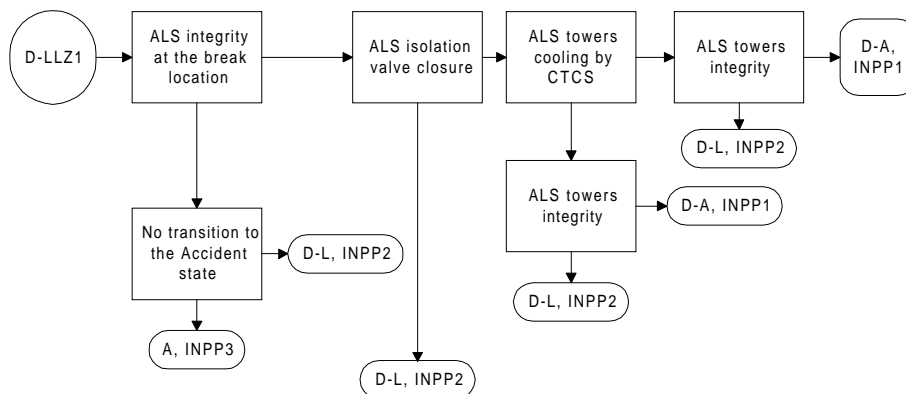 D-LLZ1
ALS integrity
at the break
location
ALS isolation
valve closure
ALS towers
cooling by
CTCS
ALS towers
integrity
D-A,
INPP1
D-L, INPP2
ALS towers
integrity
D-A, INPP1
No transition to
the Accident
state
D-L, INPP2
D-L, INPP2
A, INPP3
D-L, INPP2